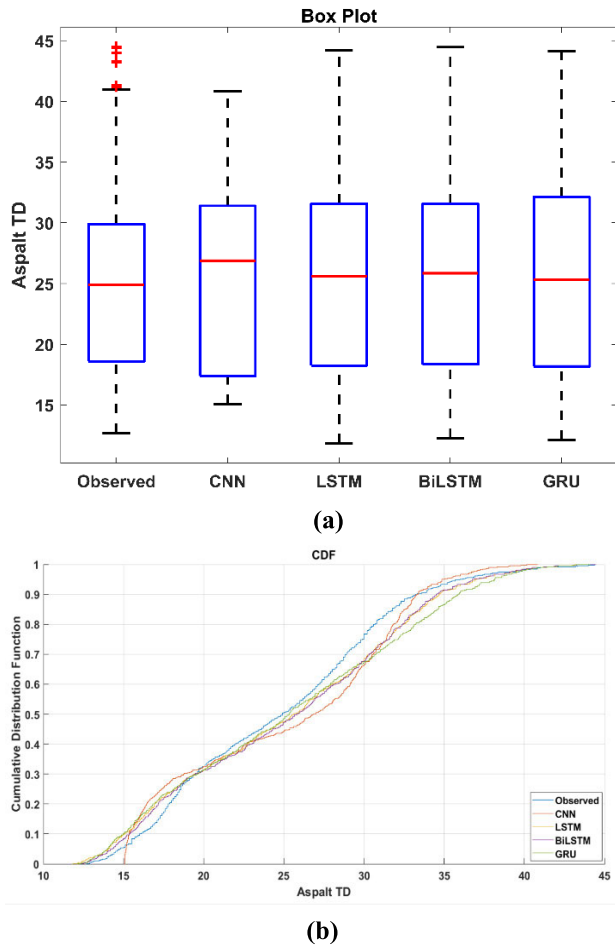 Box Plot
Aspalt TD
45
40
35
30
25
20
15
Observed CNN LSTM BiLSTM GRU
(a)
CDF
Cumulative Distribution Function
1
0.9
0.8
0.7
0.6
0.5
0.4
0.3
0.2
0.1
0
10 15 20 25 30 35 40 45
Aspalt TD
Observed
CNN
LSTM
BiLSTM
GRU
(b)